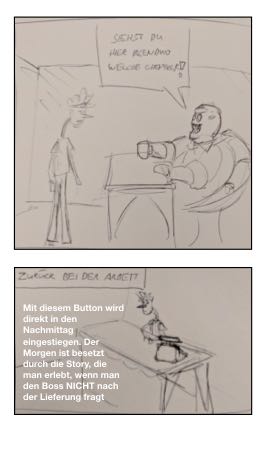 SIEHST DU
HIER IRGENDWO
WELCHE
ZURÜCK BEI DER ARBEIT
Mit diesem Button wird
direkt in den
Nachmittag
eingestiegen. Der
Morgen ist besetzt
durch die Story, die
man erlebt, wenn man
den Boss NICHT nach
der Lieferung fragt